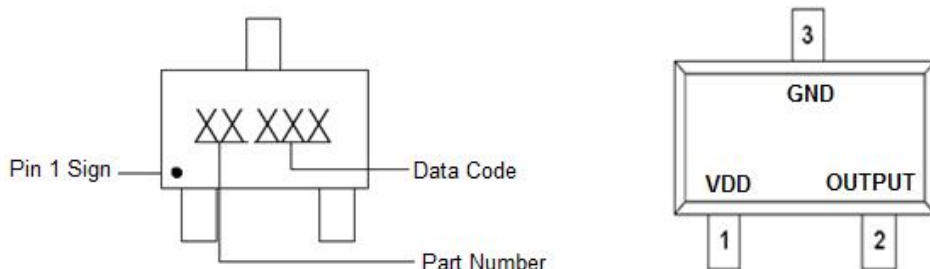 XX XXX
Pin 1 Sign
Data Code
Part Number
3
GND
VDD OUTPUT
1 2